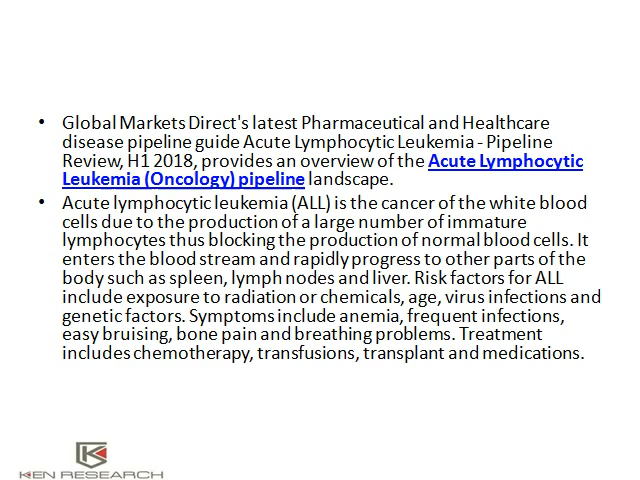 • Global Markets Direct's latest Pharmaceutical and Healthcare
disease pipeline guide Acute Lymphocytic Leukemia - Pipeline
Review, H1 2018, provides an overview of the Acute Lymphocytic
Leukemia (Oncology) pipeline landscape.
• Acute lymphocytic leukemia (ALL) is the cancer of the white blood
cells due to the production of a large number of immature
lymphocytes thus blocking the production of normal blood cells. It
enters the blood stream and rapidly progress to other parts of the
body such as spleen, lymph nodes and liver. Risk factors for ALL
include exposure to radiation or chemicals, age, virus infections and
genetic factors. Symptoms include anemia, frequent infections,
easy bruising, bone pain and breathing problems. Treatment
includes chemotherapy, transfusions, transplant and medications.
KEN RESEARCH